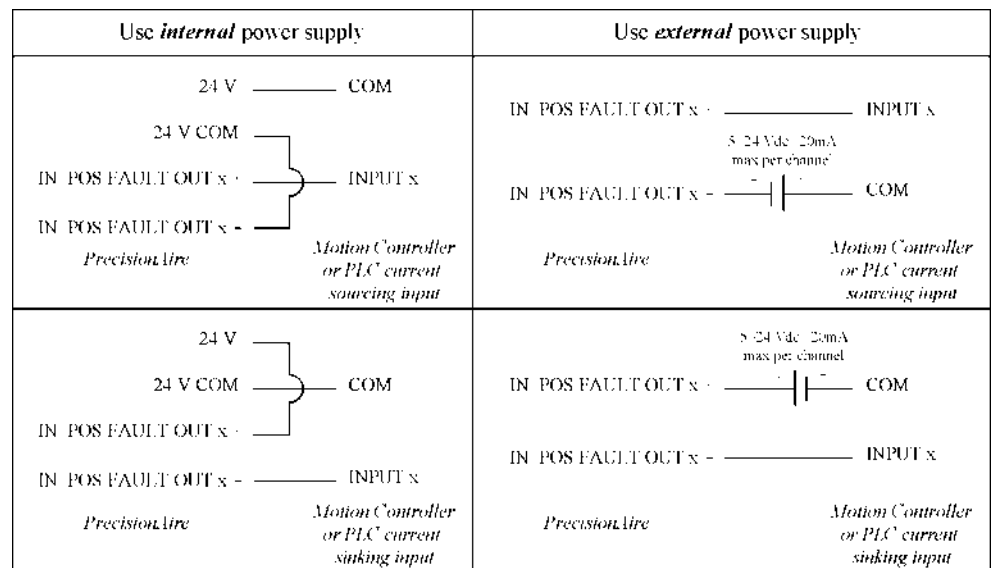 Use internal power supply
Use external power supply
24 V COM
24 V COM
IN POS FAULT OUT x + INPUT x
IN POS FAULT OUT x -
PrecisionAire
Motion Controller
or PLC current
sourcing input
IN POS FAULT OUT x + INPUT x
5-24 Vdc 20mA
max per channel
IN POS FAULT OUT x - COM
PrecisionAire
Motion Controller
or PLC current
sourcing input
24 V
24 V COM COM
IN POS FAULT OUT x +
IN POS FAULT OUT x - INPUT x
PrecisionAire
Motion Controller
or PLC current
sinking input
5-24 Vdc 20mA
max per channel
IN POS FAULT OUT x + COM
IN POS FAULT OUT x - INPUT x
PrecisionAire
Motion Controller
or PLC current
sinking input